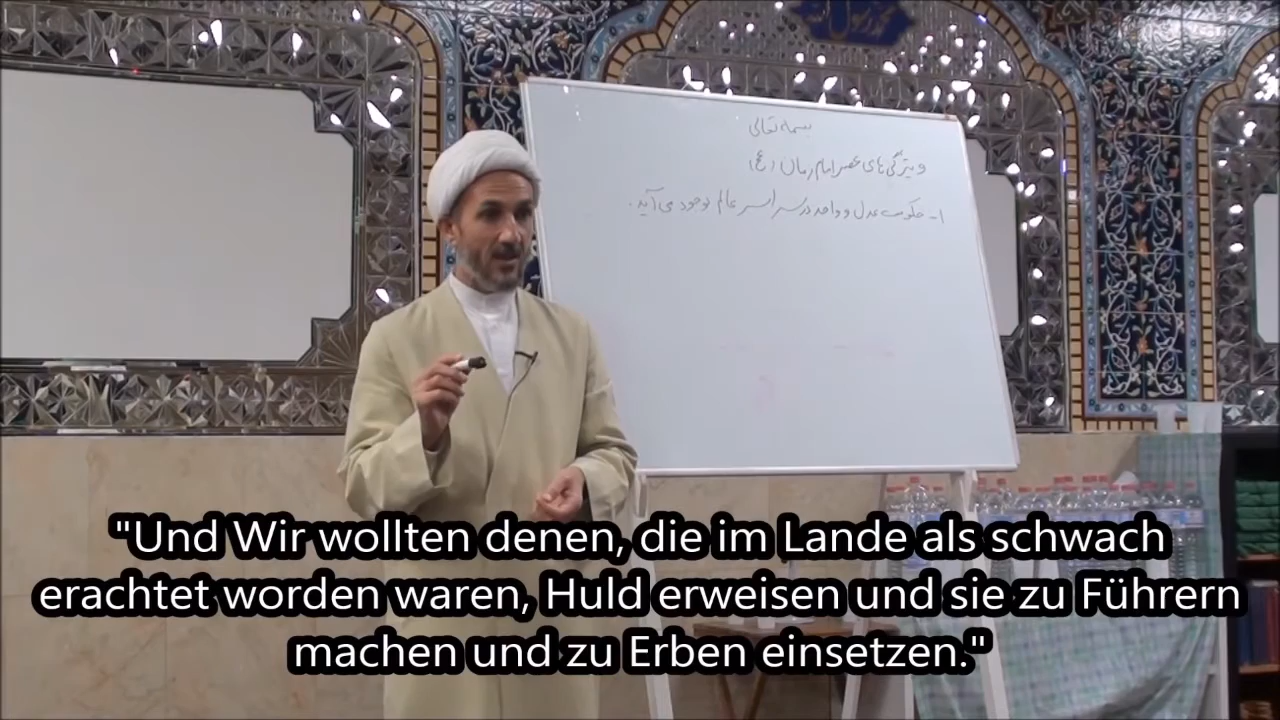 بسمه تعالی
ویژگی های عصر امام زمان (عج)
۱- حکومت عدل و واحد در سراسر عالم بوجود می آید.
"Und Wir wollten denen, die im Lande als schwach
erachtet worden waren, Huld erweisen und sie zu Führern
machen und zu Erben einsetzen."